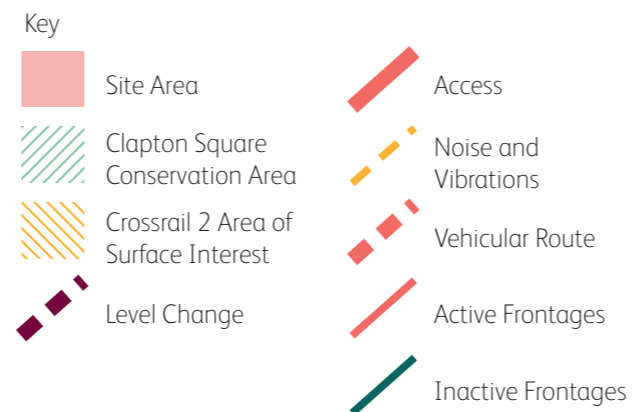 Key
Site Area
Clapton Square
Conservation Area
Crossrail 2 Area of
Surface Interest
Level Change
Access
Noise and
Vibrations
Vehicular Route
Active Frontages
Inactive Frontages